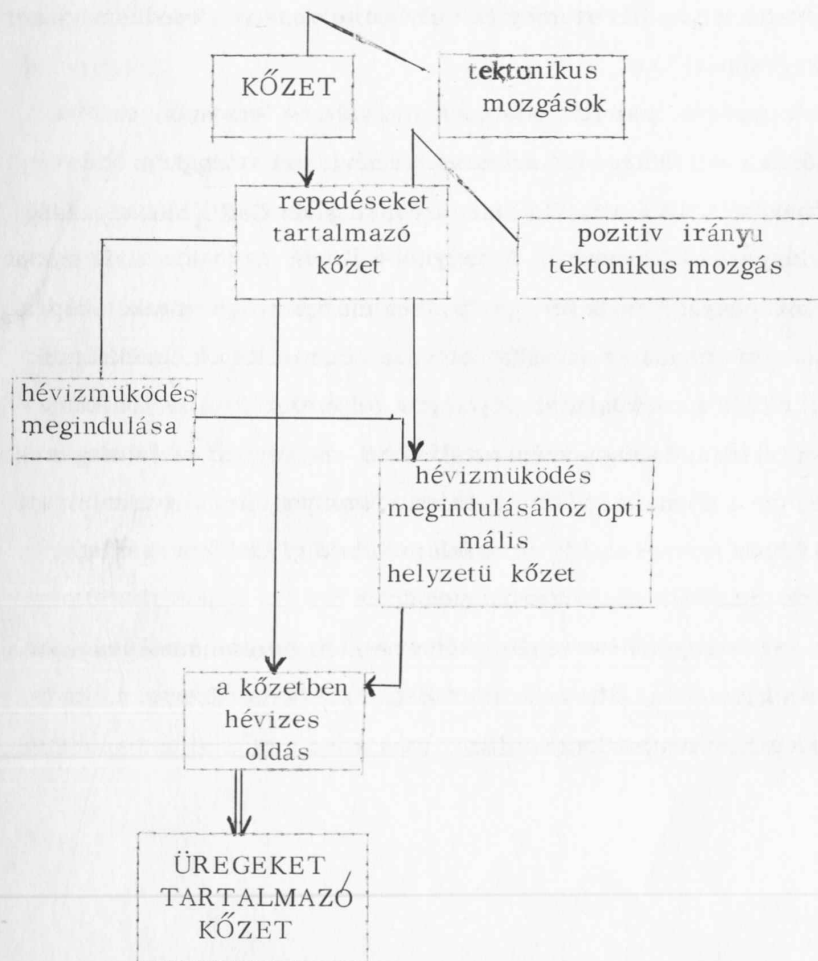 KŐZET
tektonikus
mozgások
repedéseket
tartalmazó
kőzet
pozitiv irányu
tektonikus mozgás
hévizmüködés
megindulása
hévizmüködés
megindulásához opti
mális
helyzetü kőzet
a kőzetben
hévizes
oldás
ÜREGEKET
TARTALMAZÓ
KŐZET